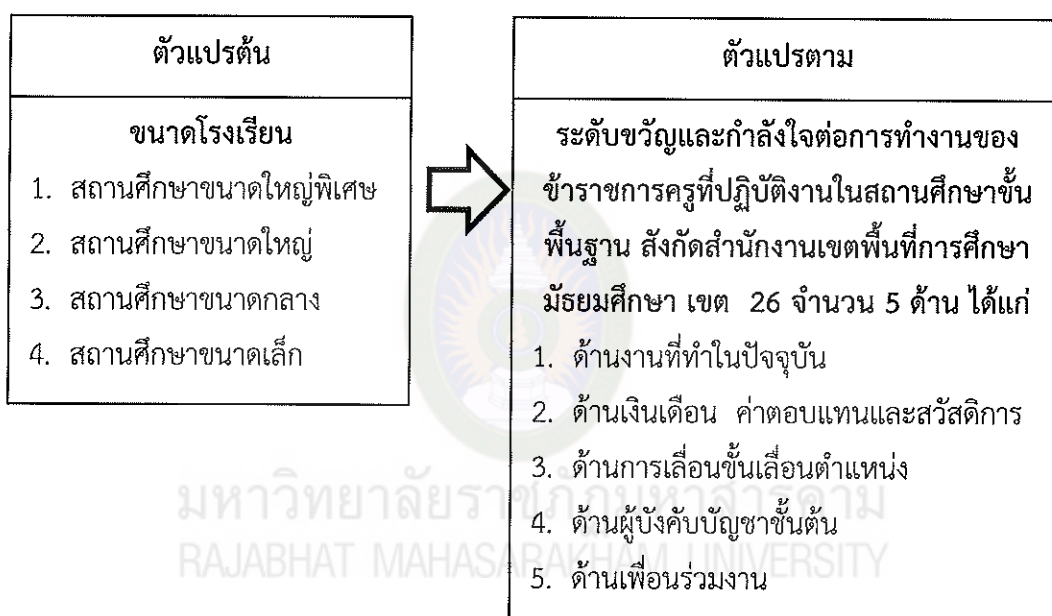 ตัวแปรต้น
ขนาดโรงเรียน
1. สถานศึกษาขนาดใหญ่พิเศษ
2. สถานศึกษาขนาดใหญ่
3. สถานศึกษาขนาดกลาง
4. สถานศึกษาขนาดเล็ก
ตัวแปรตาม
ระดับขวัญและกำลังใจต่อการทำงานของ
ข้าราชการครูที่ปฏิบัติงานในสถานศึกษาขั้น
พื้นฐาน สังกัดสำนักงานเขตพื้นที่การศึกษา
มัธยมศึกษา เขต 26 จำนวน 5 ด้าน ได้แก่
1. ด้านงานที่ทำในปัจจุบัน
2. ด้านเงินเดือน ค่าตอบแทนและสวัสดิการ
3. ด้านการเลื่อนขั้นเลื่อนตำแหน่ง
4. ด้านผู้บังคับบัญชาชั้นต้น
5. ด้านเพื่อนร่วมงาน
มหาวิทยาลัยราชภัฏมหาสารคาม
RAJABHAT MAHASARAKHAM UNIVERSITY